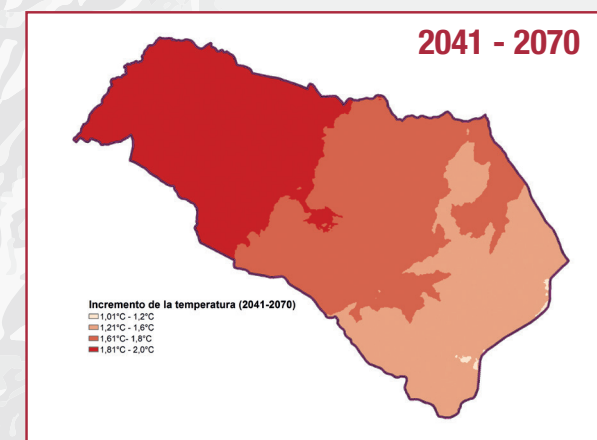 2041 - 2070
Incremento de la temperatura (2041-2070)
1,01°C - 1,2°C
1,21°C - 1,6°C
1,61°C- 1,8°C
1,81°C - 2,0°C